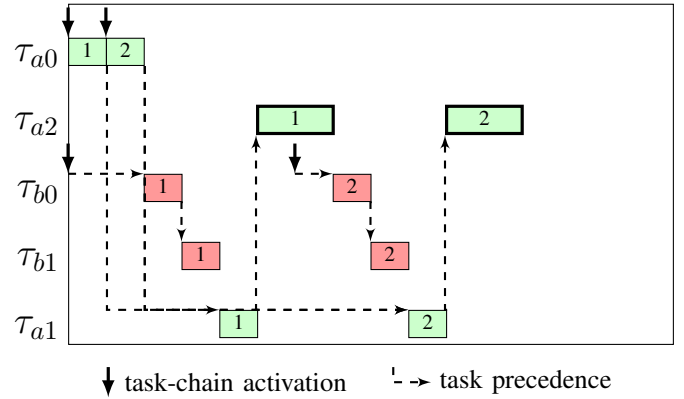 τa0 1 2
τa2 1 2
τb0 1 2
τb1 1 2
τa1 1 2
task-chain activation task precedence